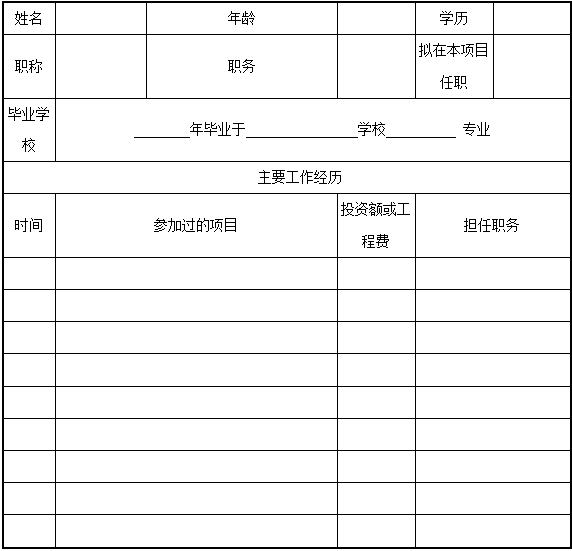 姓名 年龄 学历
职称 职务 拟在本项目
任职
毕业学
校
________年毕业于________________学校__________ 专业
主要工作经历
时间 参加过的项目 投资额或工
程费 担任职务